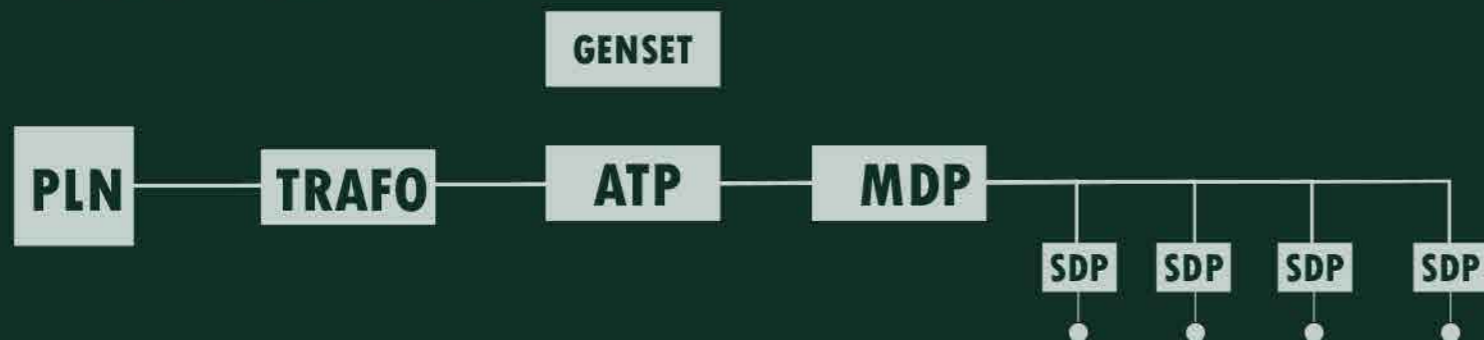 GENSET
PLN
TRAFO
ATP
MDP
SDP
SDP
SDP
SDP